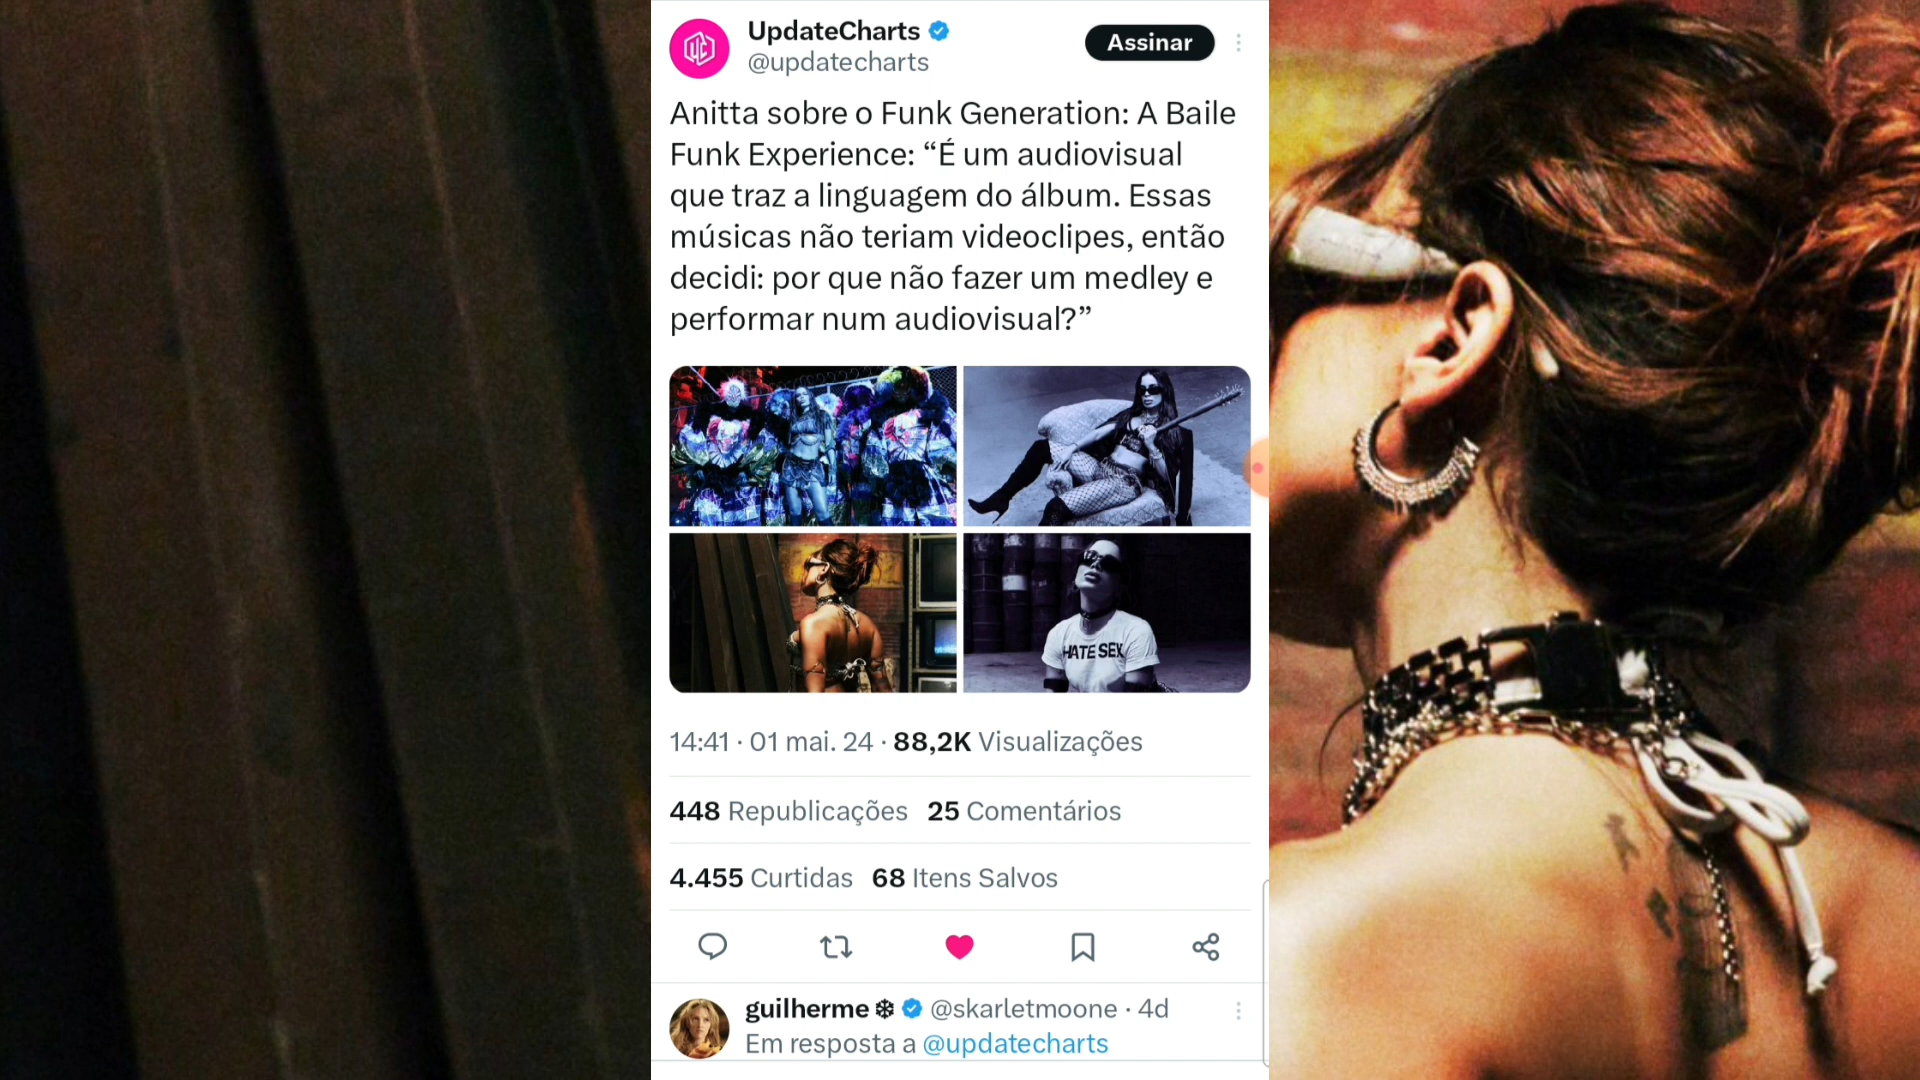 UpdateCharts
@updatecharts
Assinar
Anitta sobre o Funk Generation: A Baile
Funk Experience: “É um audiovisual
que traz a linguagem do álbum. Essas
músicas não teriam videoclipes, então
decidi: por que não fazer um medley e
performar num audiovisual?”
HATE SEX
14:41 · 01 mai. 24 · 88,2K Visualizações
448 Republicações 25 Comentários
4.455 Curtidas 68 Itens Salvos
guilherme ❄ @skarletmoone · 4d
Em resposta a @updatecharts